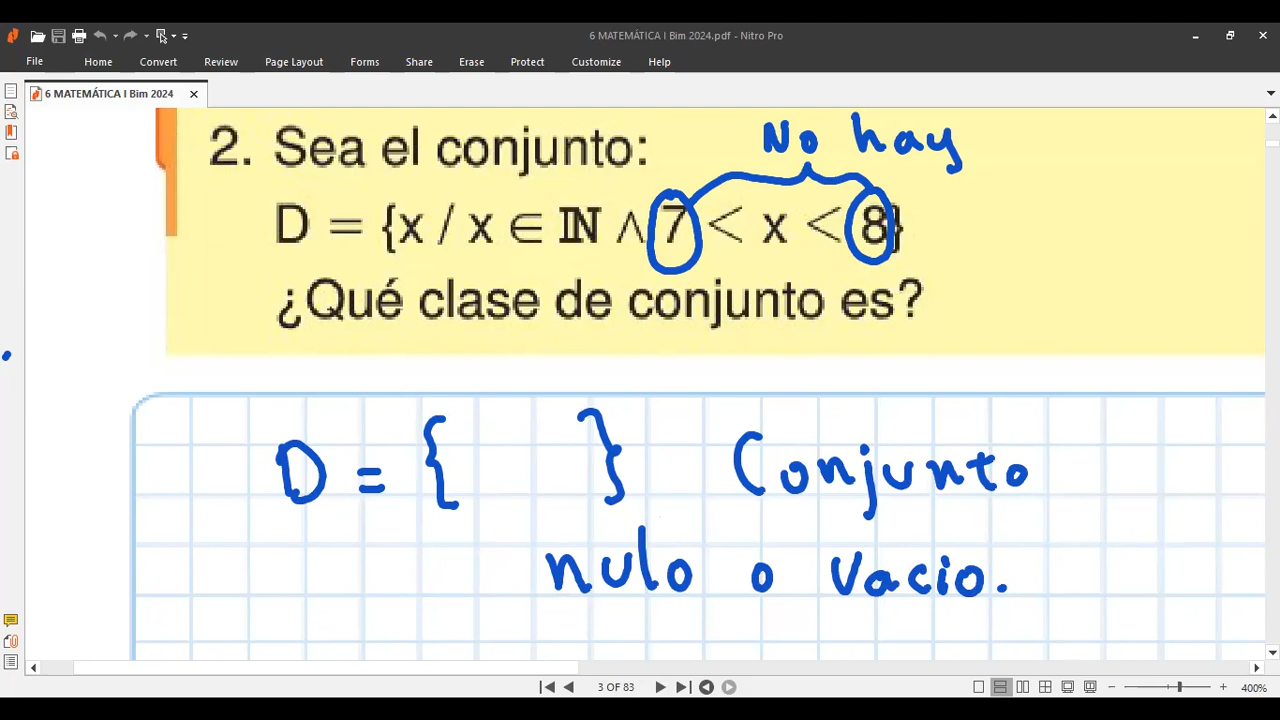 6 MATEMÁTICA I Bim 2024.pdf - Nitro Pro
File Home Convert Review Page Layout Forms Share Erase Protect Customize Help
6 MATEMÁTICA I Bim 2024
No hay
2. Sea el conjunto:
D = {x / x ∈ ℕ ∧ 7 < x < 8}
¿Qué clase de conjunto es?
D = { } Conjunto
nulo o vacio.
3 OF 83
400%